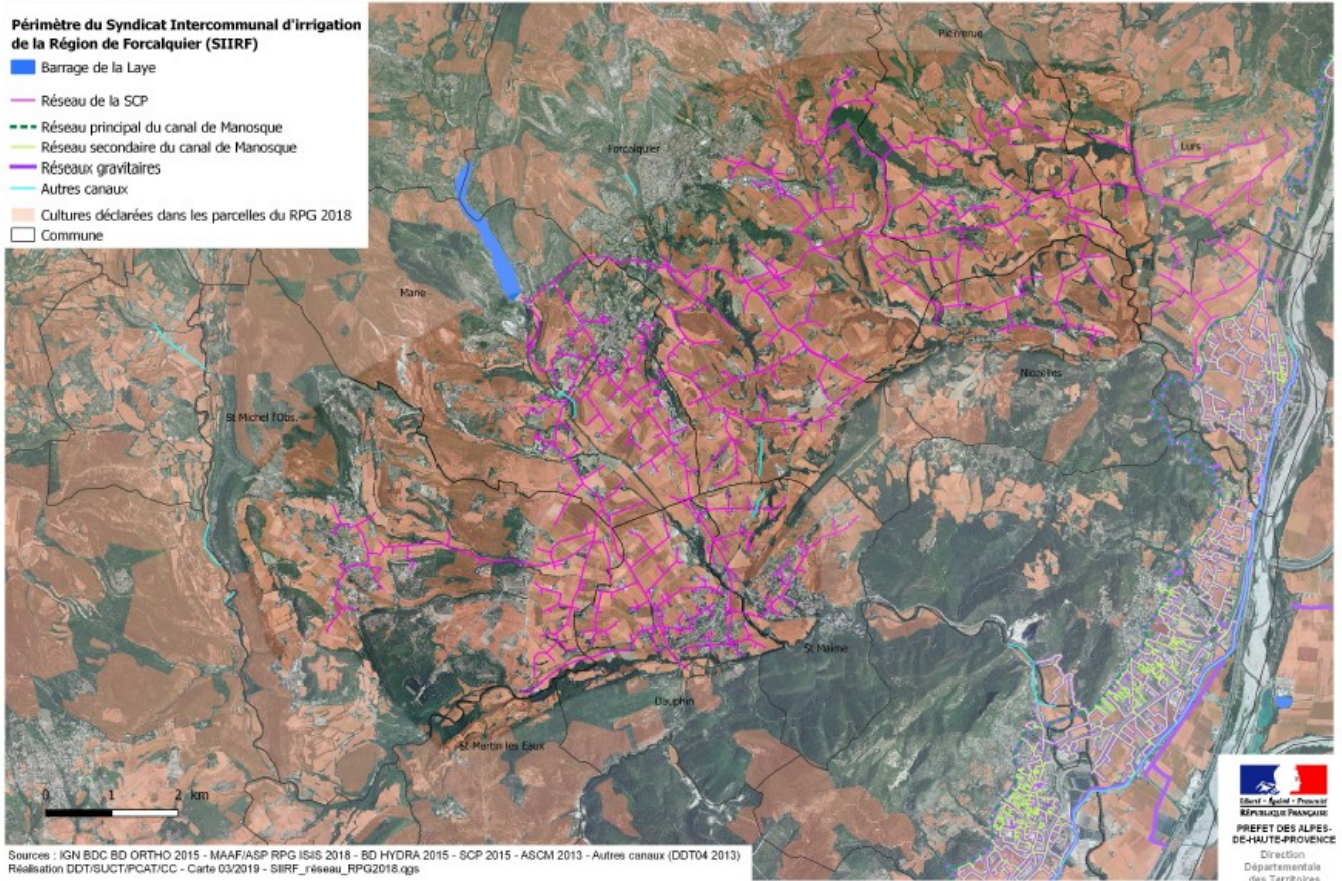 Périmètre du Syndicat Intercommunal d'irrigation
de la Région de Forcalquier (SIIRF)
Barrage de la Laye
Réseau de la SCP
Réseau principal du canal de Manosque
Réseau secondaire du canal de Manosque
Réseaux gravitaires
Autres canaux
Cultures déclarées dans les parcelles du RPG 2018
Commune
Pierrerue
Forcalquier
Lurs
Mane
Niozelles
St Michel l'Obs.
St Maime
Dauphin
St Martin les Eaux
0 1 2 km
Sources : IGN BDC BD ORTHO 2015 - MAAF/ASP RPG ISIS 2018 - BD HYDRA 2015 - SCP 2015 - ASCM 2013 - Autres canaux (DDT04 2013)
Réalisation DDT/SUCT/PCAT/CC - Carte 03/2019 - SIIRF_réseau_RPG2018.qgs
Liberté • Égalité • Fraternité
RÉPUBLIQUE FRANÇAISE
PREFET DES ALPES-
DE-HAUTE-PROVENCE
Direction
Départementale
des Territoires